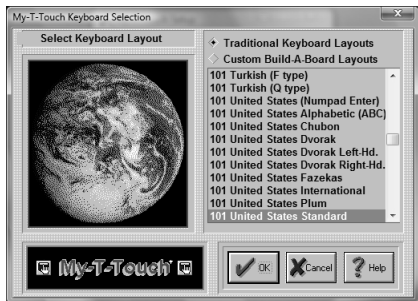 My-T-Touch Keyboard Selection
Select Keyboard Layout
Traditional Keyboard Layouts
Custom Build-A-Board Layouts
101 Turkish (F type)
101 Turkish (Q type)
101 United States (Numpad Enter)
101 United States Alphabetic (ABC)
101 United States Chubon
101 United States Dvorak
101 United States Dvorak Left-Hd.
101 United States Dvorak Right-Hd.
101 United States Fazekas
101 United States International
101 United States Plum
101 United States Standard
My-T-Touch
OK
Cancel
Help